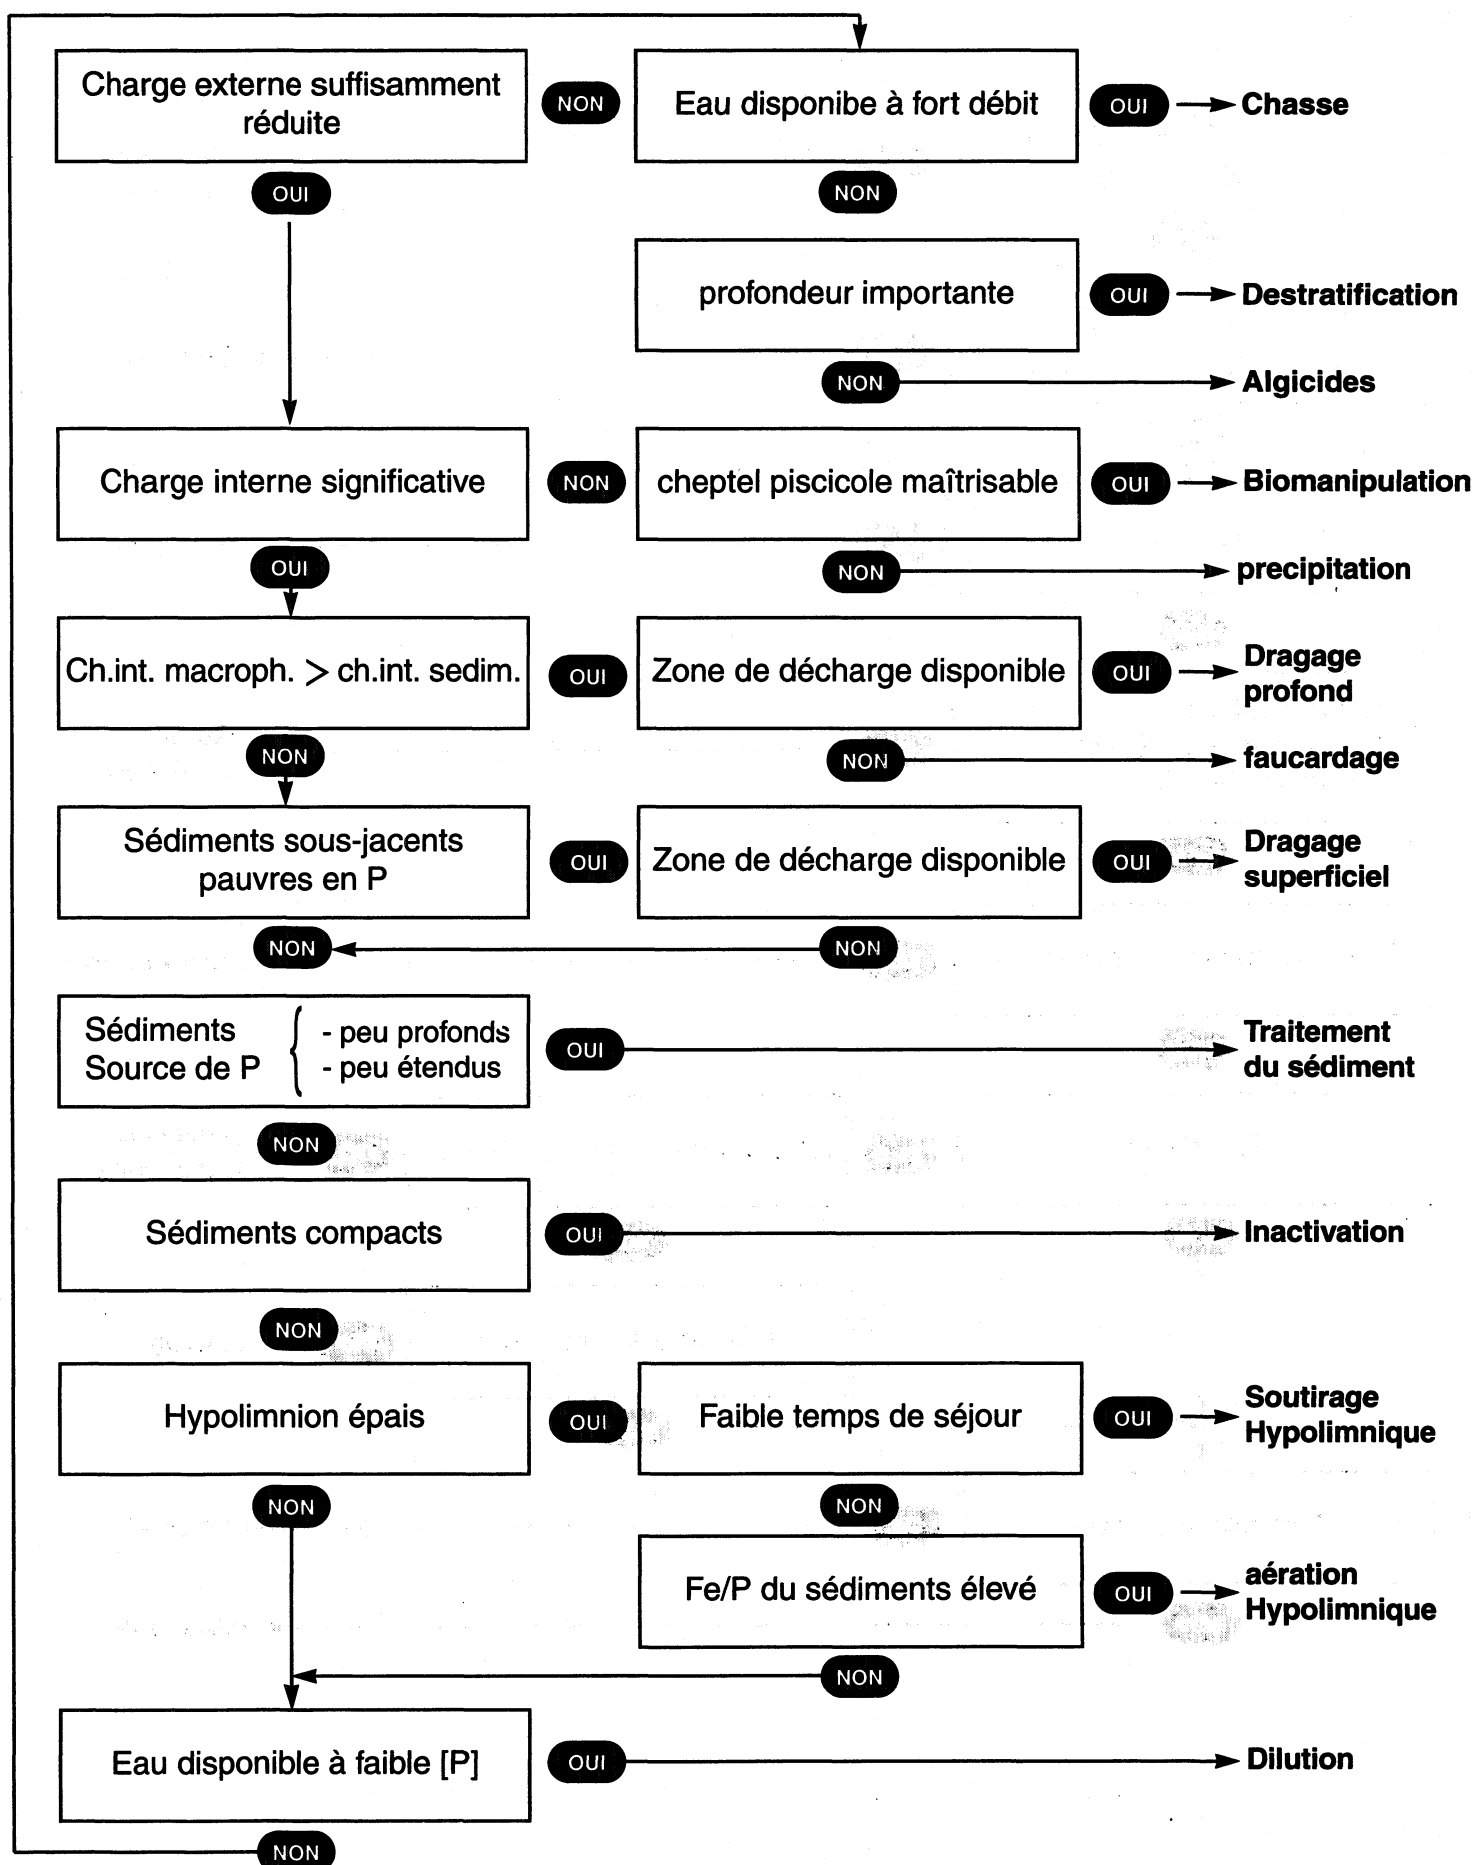 Charge externe suffisamment
réduite
NON
Eau disponibe à fort débit
OUI
Chasse
OUI
NON
profondeur importante
OUI
Destratification
NON
Algicides
Charge interne significative
NON
cheptel piscicole maîtrisable
OUI
Biomanipulation
OUI
NON
precipitation
Ch.int. macroph. > ch.int. sedim.
OUI
Zone de décharge disponible
OUI
Dragage
profond
NON
NON
faucardage
Sédiments sous-jacents
pauvres en P
OUI
Zone de décharge disponible
OUI
Dragage
superficiel
NON
NON
Sédiments
Source de P
- peu profonds
- peu étendus
OUI
Traitement
du sédiment
NON
Sédiments compacts
OUI
Inactivation
NON
Hypolimnion épais
OUI
Faible temps de séjour
OUI
Soutirage
Hypolimnique
NON
NON
Fe/P du sédiments élevé
OUI
aération
Hypolimnique
NON
Eau disponible à faible [P]
OUI
Dilution
NON